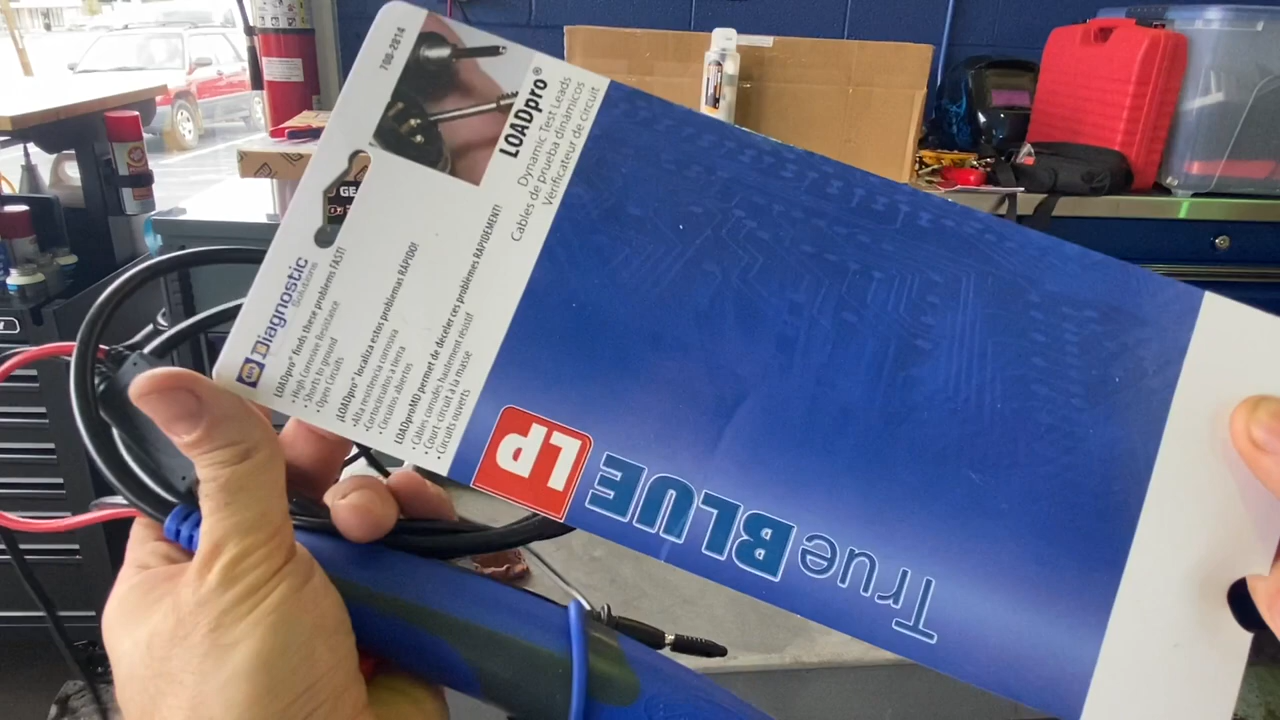 700-2814
LOADpro®
Dynamic Test Leads
Cables de prueba dinámicos
Vérificateur de circuit
NAPA Diagnostic
Solutions
LOADpro® finds these problems FAST!
• High Corrosive Resistance
Shorts to ground
• Open Circuits
¡LOADpro® localiza estos problemas RÁPIDO!
•Alta resistencia corrosiva
•Cortocircuitos a tierra
• Circuitos abiertos
LOADproMD permet de déceler ces problèmes RAPIDEMENT!
• Câbles corrodés hautement résistif
• Court-circuit à la masse
• Circuits ouverts
True BLUE LP
GE